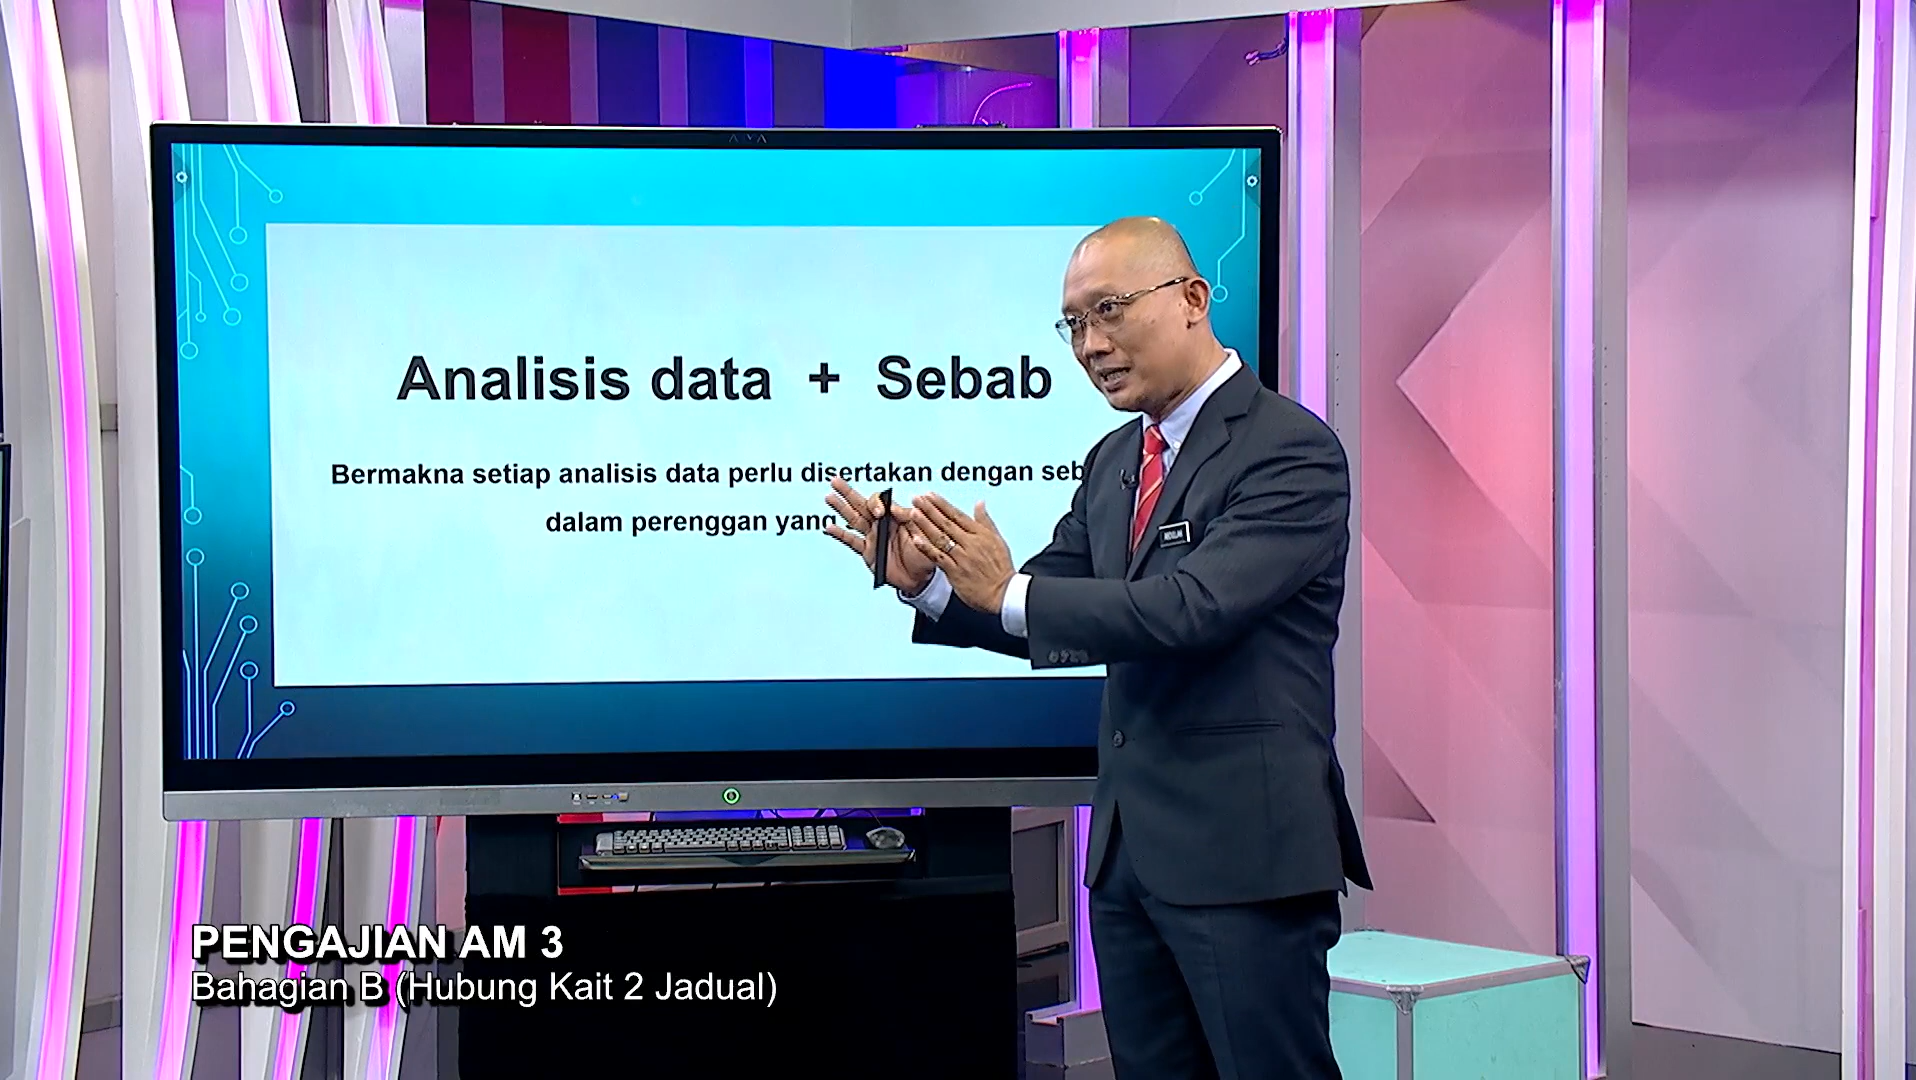 Analisis data + Sebab
Bermakna setiap analisis data perlu disertakan dengan seb
dalam perenggan yang
PENGAJIAN AM 3
Bahagian B (Hubung Kait 2 Jadual)